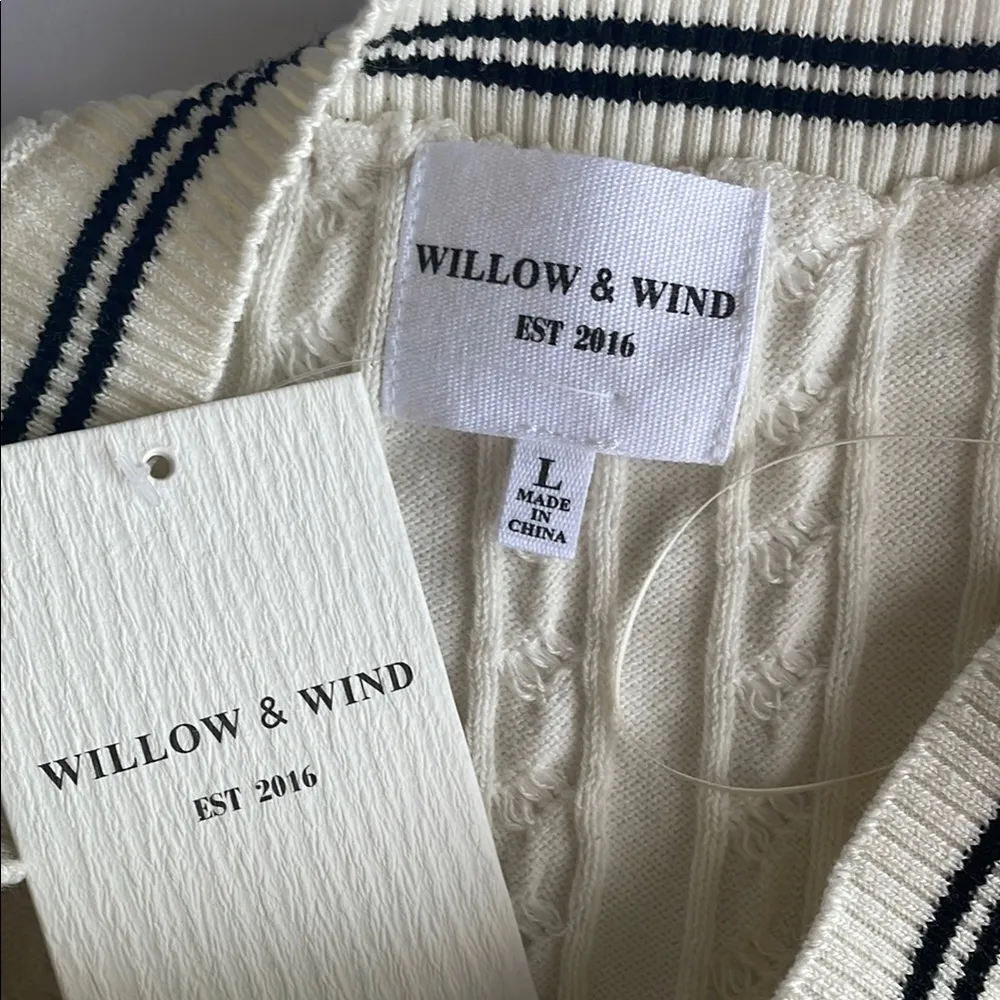 WILLOW & WIND
EST 2016
L
MADE
IN
CHINA
WILLOW & WIND
EST 2016